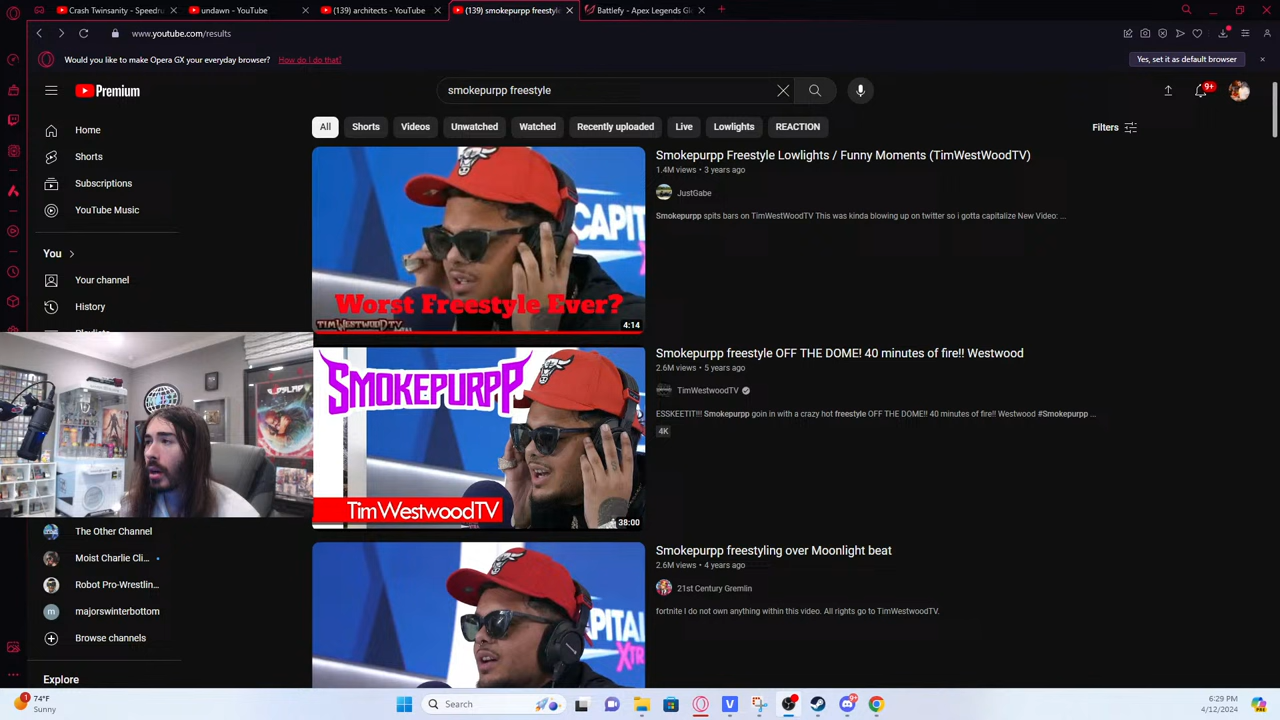 Crash Twinsanity - Speedru
undawn - YouTube
(139) architects - YouTube
(139) smokepurpp freestyle
Battlefy - Apex Legends Gl
www.youtube.com/results
Would you like to make Opera GX your everyday browser?
How do I do that?
Yes, set it as default browser
Premium
smokepurpp freestyle
9+
Home
Shorts
Subscriptions
YouTube Music
You
Your channel
History
All
Shorts
Videos
Unwatched
Watched
Recently uploaded
Live
Lowlights
REACTION
Filters
CAPITAL
Worst Freestyle Ever?
TIMWESTWOODTV
4:14
Smokepurpp Freestyle Lowlights / Funny Moments (TimWestWoodTV)
1.4M views • 3 years ago
JustGabe
Smokepurpp spits bars on TimWestWoodTV This was kinda blowing up on twitter so i gotta capitalize New Video: ...
SMOKEPURPP
TimWestwoodTV
38:00
Smokepurpp freestyle OFF THE DOME! 40 minutes of fire!! Westwood
2.6M views • 5 years ago
TimWestwoodTV
ESSKEETIT!!! Smokepurpp goin in with a crazy hot freestyle OFF THE DOME!! 40 minutes of fire!! Westwood #Smokepurpp ...
4K
CAPITAL
XTR
Smokepurpp freestyling over Moonlight beat
2.6M views • 4 years ago
21st Century Gremlin
fortnite I do not own anything within this video. All rights go to TimWestwoodTV.
The Other Channel
Moist Charlie Cli...
Robot Pro-Wrestlin...
m
majorswinterbottom
Browse channels
Explore
1
74°F
Sunny
Search
9+
6:29 PM
4/12/2024